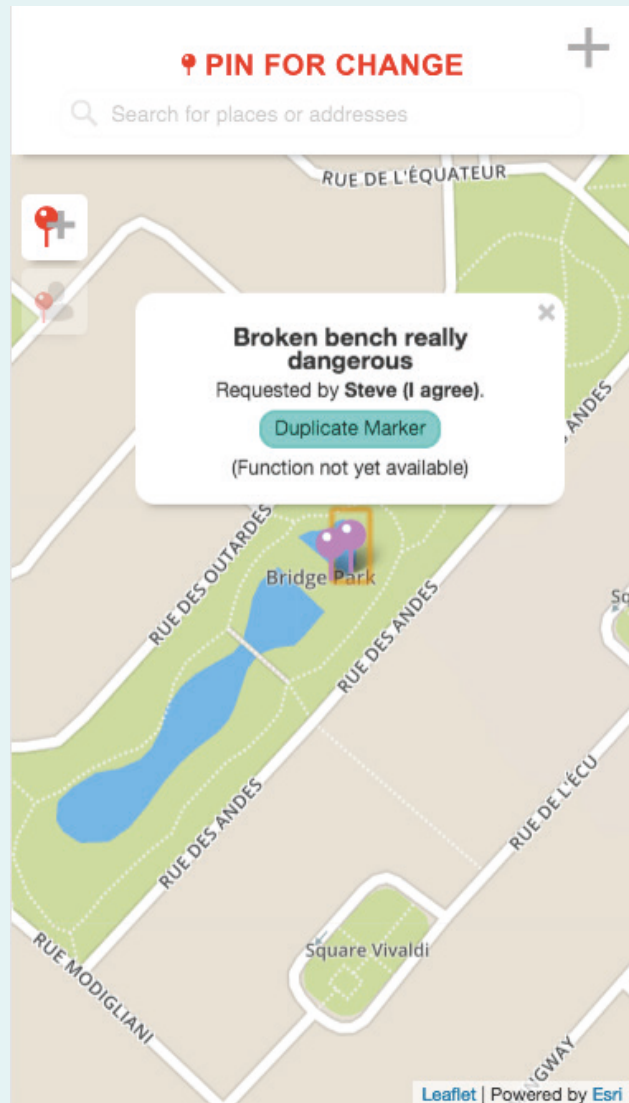 PIN FOR CHANGE
Search for places or addresses
RUE DE L'ÉQUATEUR
Broken bench really
dangerous
Requested by Steve (I agree).
Duplicate Marker
(Function not yet available)
ANDES
RUE DES OUTARDES
Bridge Park
RUE DES ANDES
Sq
RUE DES ANDES
RUE DE L'ÉCU
Square Vivaldi
RUE MODIGLIANI
NGWAY
Leaflet | Powered by Esri